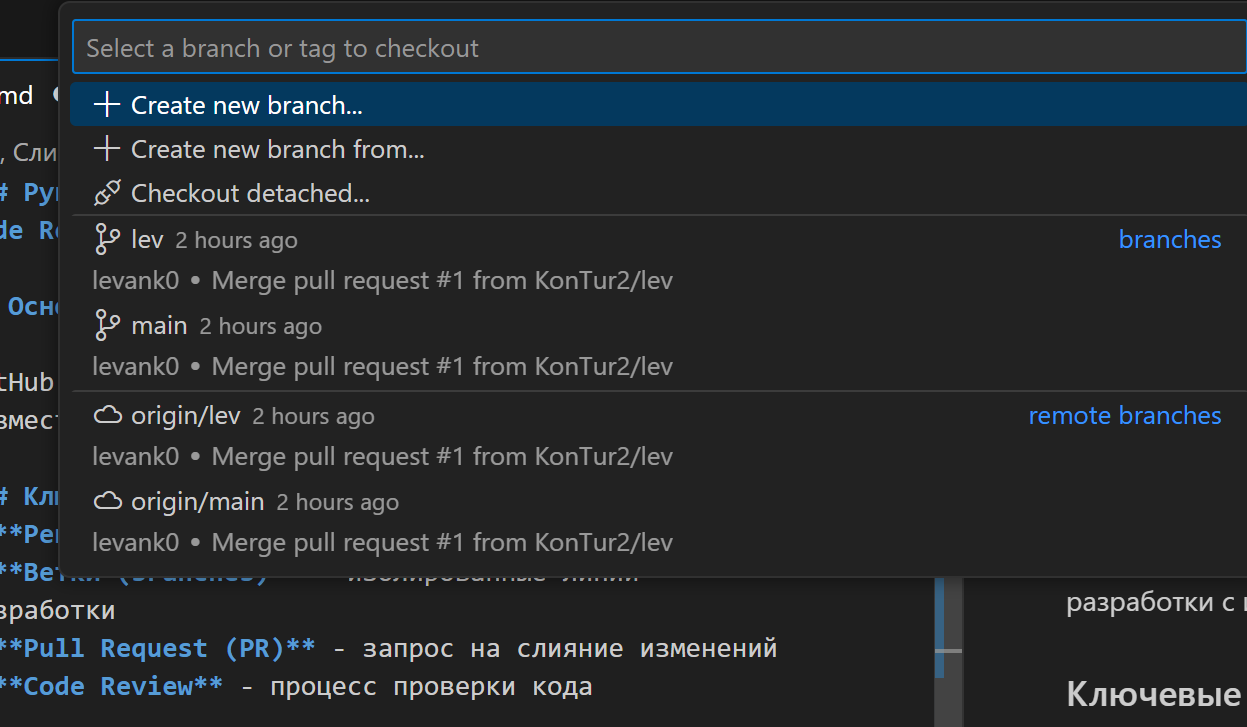 Select a branch or tag to checkout
md
Create new branch...
, Сли
Create new branch from...
# Ру
Checkout detached...
de R
lev 2 hours ago branches
levank0 • Merge pull request #1 from KonTur2/lev
Осн
main 2 hours ago
levank0 • Merge pull request #1 from KonTur2/lev
tHub
origin/lev 2 hours ago remote branches
вмест
levank0 • Merge pull request #1 from KonTur2/lev
# Кл
origin/main 2 hours ago
**Ре
levank0 • Merge pull request #1 from KonTur2/lev
**Ветки (Branches)** - изолированные линии
зработки
разработки с
**Pull Request (PR)** - запрос на слияние изменений
**Code Review** - процесс проверки кода
Ключевые